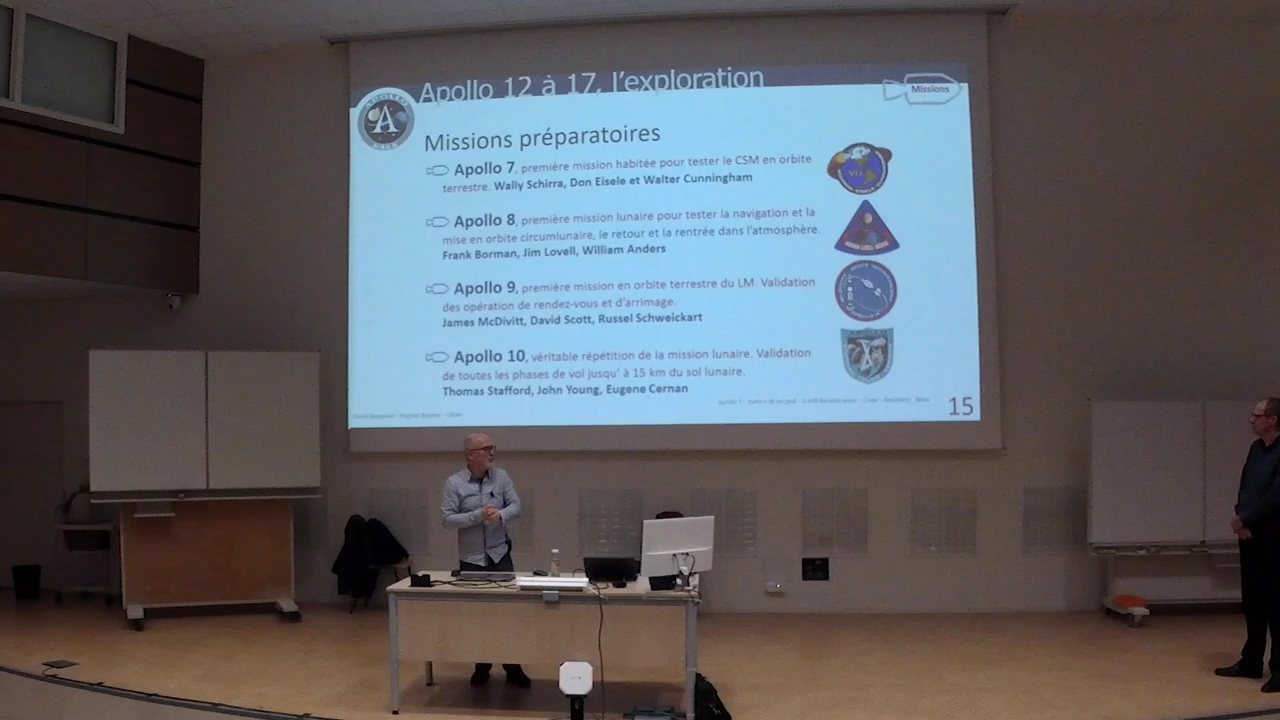 Apollo 12 à 17, l'exploration
Missions
Missions préparatoires
Apollo 7, première mission habitée pour tester le CSM en orbite
terrestre. Wally Schirra, Don Eisele et Walter Cunningham
VII
Apollo 8, première mission lunaire pour tester la navigation et la
mise en orbite circumlunaire, le retour et la rentrée dans l'atmosphère.
Frank Borman, Jim Lovell, William Anders
Apollo 9, première mission en orbite terrestre du LM. Validation
des opération de rendez-vous et d'arrimage.
James McDivitt, David Scott, Russel Schweickart
Apollo 10, véritable répétition de la mission lunaire. Validation
de toutes les phases de vol jusqu' à 15 km du sol lunaire.
Thomas Stafford, John Young, Eugene Cernan
15